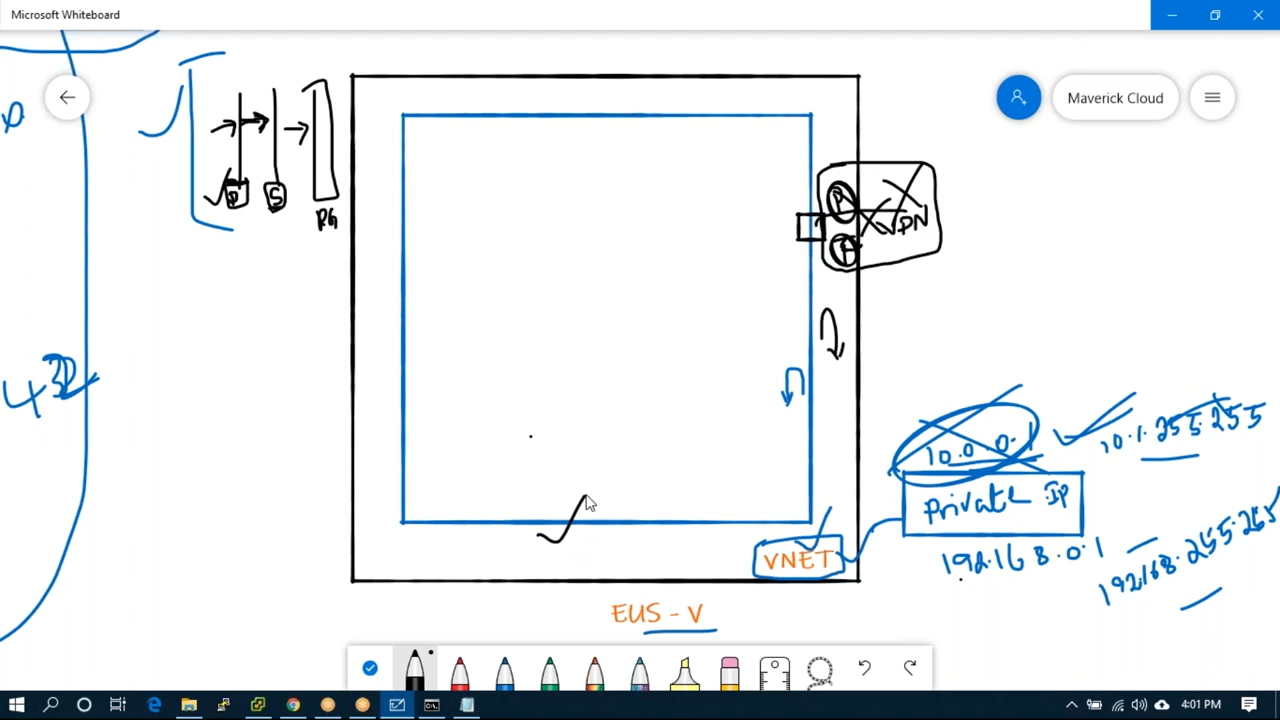 Microsoft Whiteboard
Maverick Cloud
S
RG
VPN
10.0.0.1
10.1.255.255
Private IP
192.168.0.1
192.168.255.255
VNET
EUS - V
4:01 PM